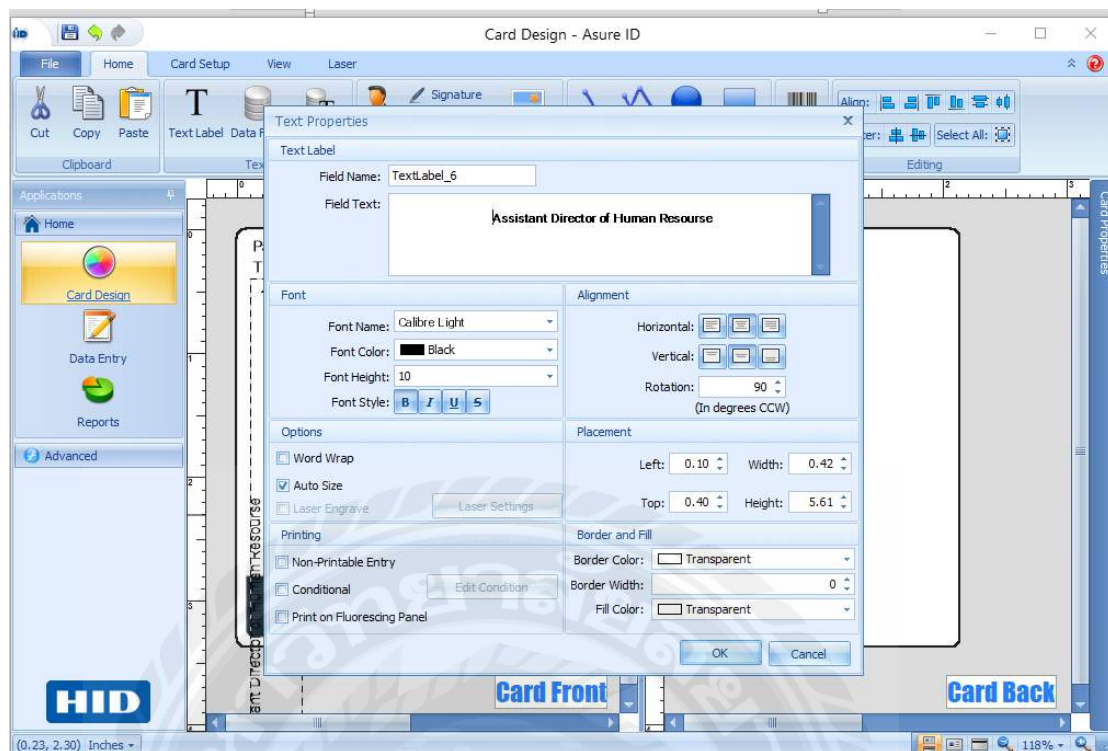 HID
Card Design - Asure ID
File Home Card Setup View Laser
Cut Copy Paste Text Label Signature Align:
Select All:
Clipboard Editing
Text Properties
Text Label
Field Name: TextLabel_6
Field Text: Assistant Director of Human Resourse
Font
Font Name: Calibre Light
Font Color: Black
Font Height: 10
Font Style: B I U S
Alignment
Horizontal:
Vertical:
Rotation: 90
(In degrees CCW)
Options
Word Wrap
Auto Size
Laser Engrave Laser Settings
Placement
Left: 0.10 Width: 0.42
Top: 0.40 Height: 5.61
Printing
Non-Printable Entry
Conditional Edit Condition
Print on Fluorescing Panel
Border and Fill
Border Color: Transparent
Border Width: 0
Fill Color: Transparent
OK Cancel
Applications
Home
Card Design
Data Entry
Reports
Advanced
HID
Card Properties
Card Front Card Back
(0.23, 2.30) Inches 118%